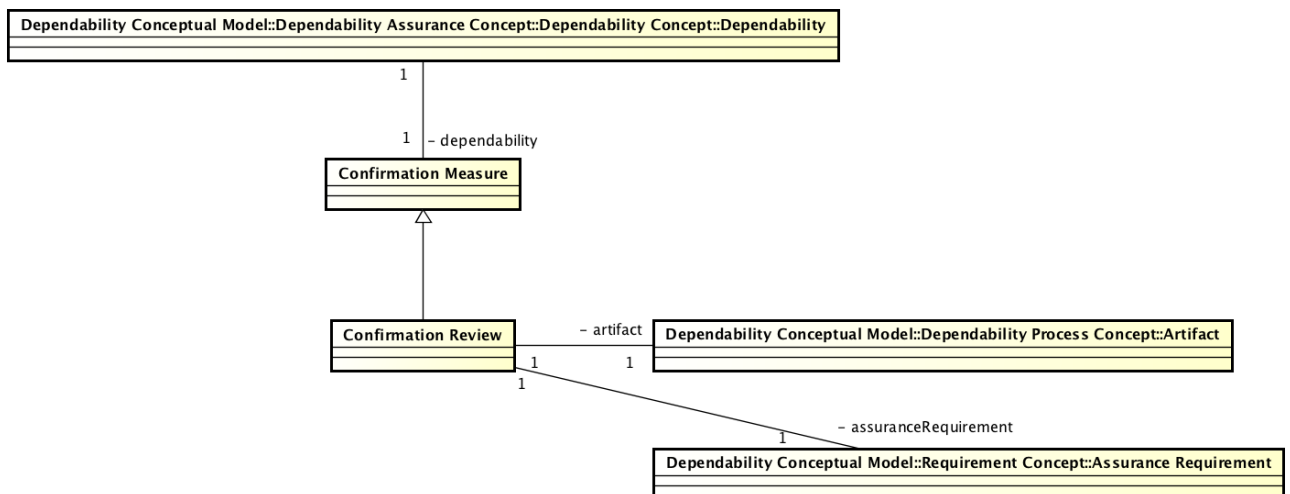 Dependability Conceptual Model::Dependability Assurance Concept::Dependability Concept::Dependability
1
1
- dependability
Confirmation Measure
Confirmation Review
- artifact
Dependability Conceptual Model::Dependability Process Concept::Artifact
1
1
1
- assuranceRequirement
1
Dependability Conceptual Model::Requirement Concept::Assurance Requirement